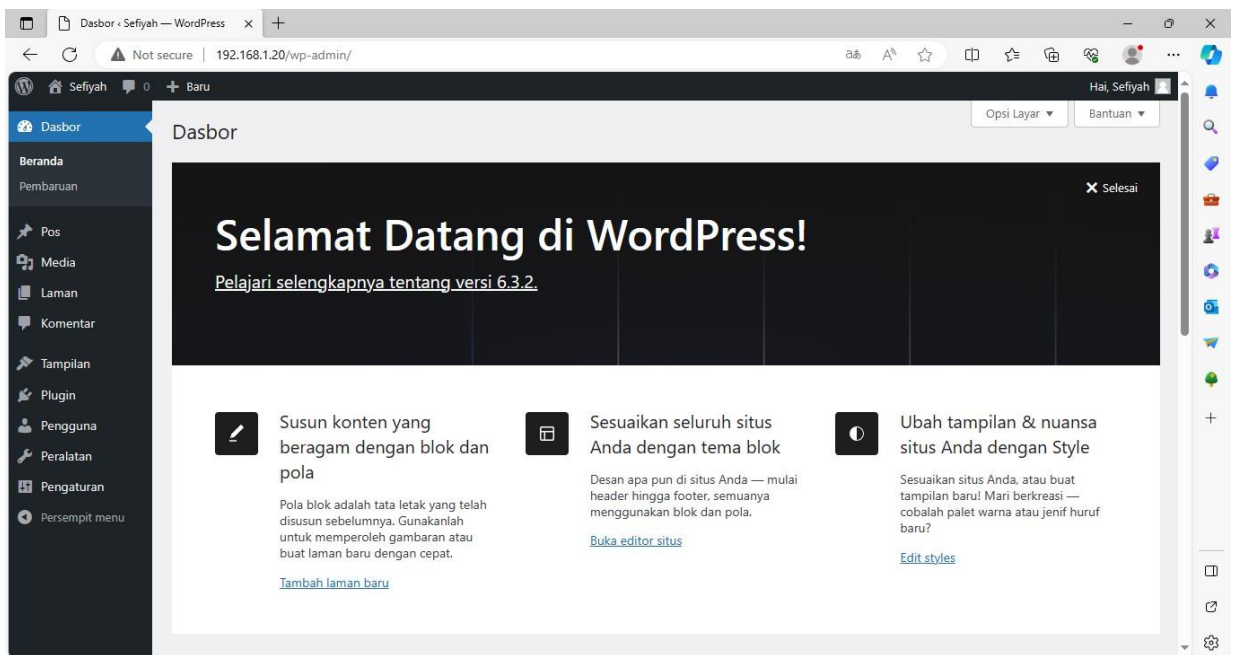 Dasbor ‹ Sefiyah — WordPress
Not secure 192.168.1.20/wp-admin/
Sefiyah 0 Baru Hai, Sefiyah
Opsi Layar Bantuan
Dasbor
Beranda
Pembaruan
Pos
Media
Laman
Komentar
Tampilan
Plugin
Pengguna
Peralatan
Pengaturan
Persempit menu
Dasbor
Selesai
Selamat Datang di WordPress!
Pelajari selengkapnya tentang versi 6.3.2.
Susun konten yang
beragam dengan blok dan
pola
Pola blok adalah tata letak yang telah
disusun sebelumnya. Gunakanlah
untuk memperoleh gambaran atau
buat laman baru dengan cepat.
Tambah laman baru
Sesuaikan seluruh situs
Anda dengan tema blok
Desan apa pun di situs Anda — mulai
header hingga footer, semuanya
menggunakan blok dan pola.
Buka editor situs
Ubah tampilan & nuansa
situs Anda dengan Style
Sesuaikan situs Anda, atau buat
tampilan baru! Mari berkreasi —
cobalah palet warna atau jenif huruf
baru?
Edit styles